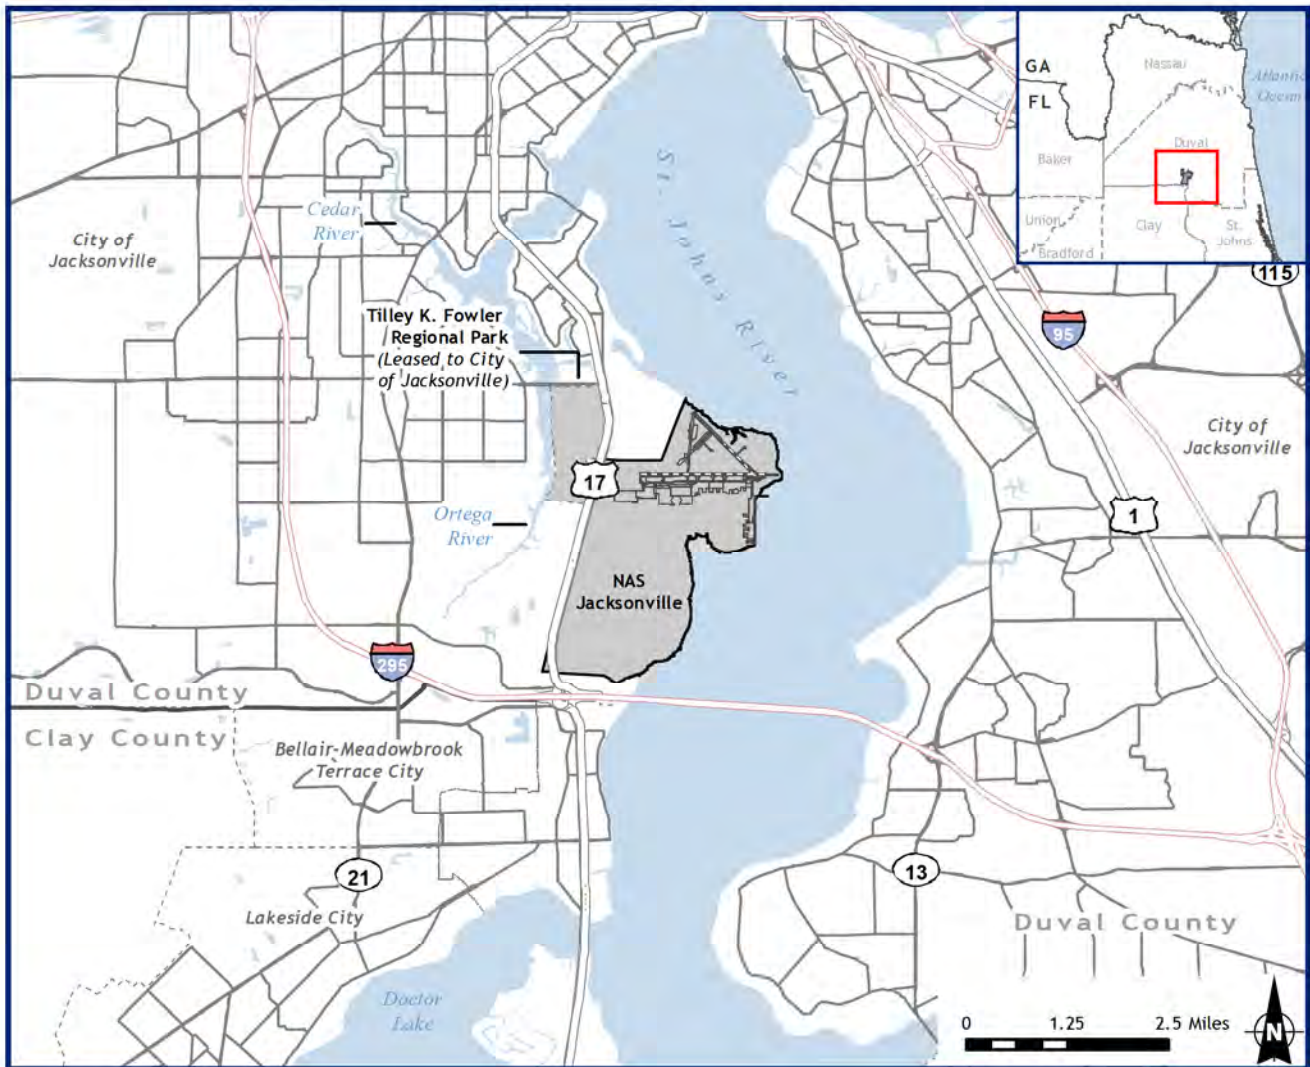 GA
FL
Nassau
Atlantic
Ocean
Duval
Baker
Union
Bradford
Clay
St.
Johns
115
St. Johns River
Cedar
River
City of
Jacksonville
Tilley K. Fowler
Regional Park
(Leased to City
of Jacksonville)
95
City of
Jacksonville
17
1
Ortega
River
NAS
Jacksonville
295
Duval County
Clay County
Bellair-Meadowbrook
Terrace City
21
13
Lakeside City
Duval County
Doctor
Lake
0 1.25 2.5 Miles
N